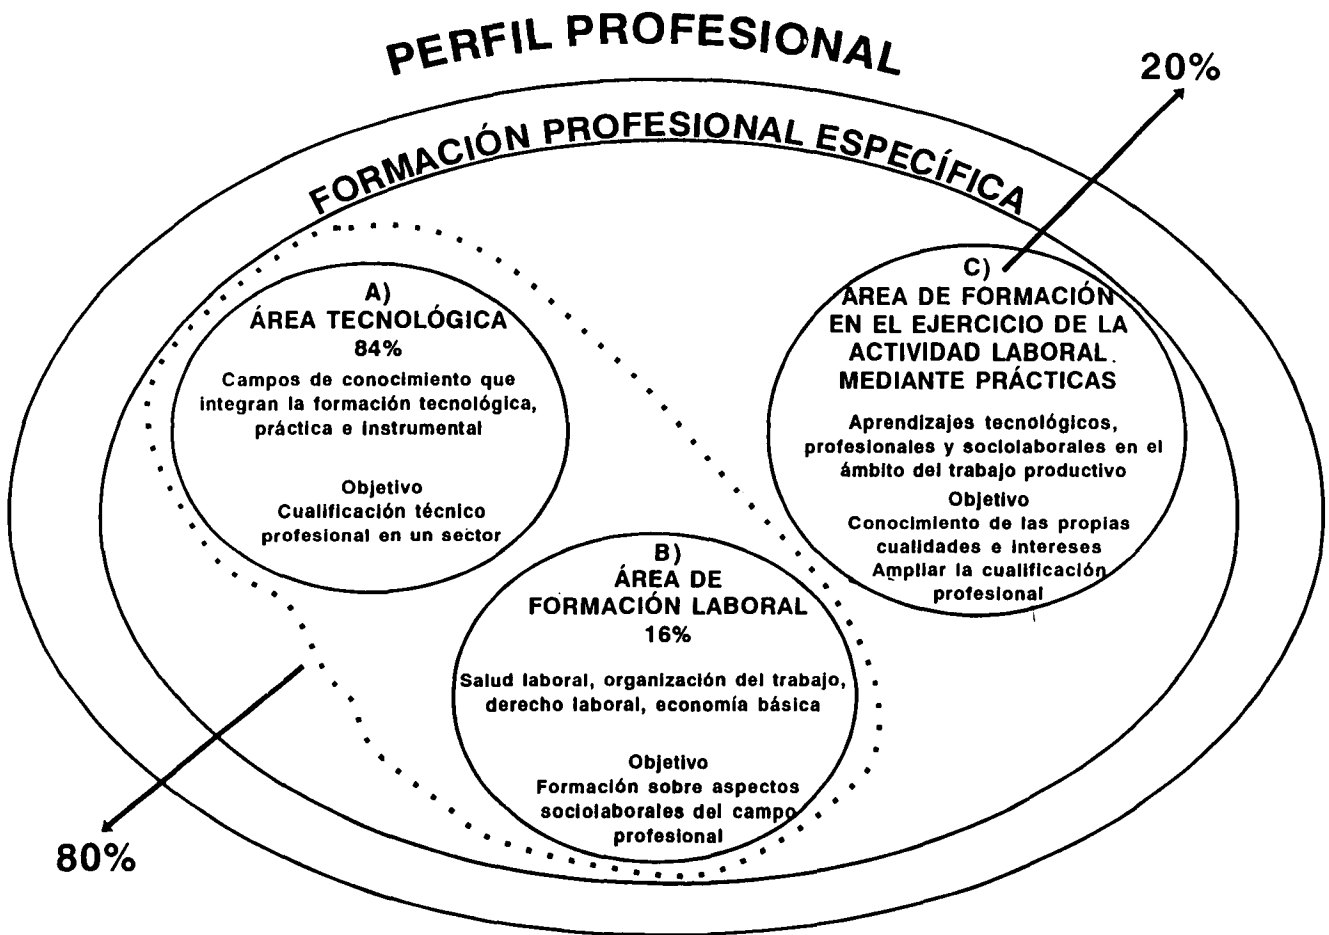 PERFIL PROFESIONAL
20%
FORMACIÓN PROFESIONAL ESPECÍFICA
A)
ÁREA TECNOLÓGICA
84%
Campos de conocimiento que
integran la formación tecnológica,
práctica e instrumental
Objetivo
Cualificación técnico
profesional en un sector
B)
ÁREA DE
FORMACIÓN LABORAL
16%
Salud laboral, organización del trabajo,
derecho laboral, economía básica
Objetivo
Formación sobre aspectos
sociolaborales del campo
profesional
C)
ÁREA DE FORMACIÓN
EN EL EJERCICIO DE LA
ACTIVIDAD LABORAL
MEDIANTE PRÁCTICAS
Aprendizajes tecnológicos,
profesionales y sociolaborales en el
ámbito del trabajo productivo
Objetivo
Conocimiento de las propias
cualidades e intereses
Ampliar la cualificación
profesional
80%